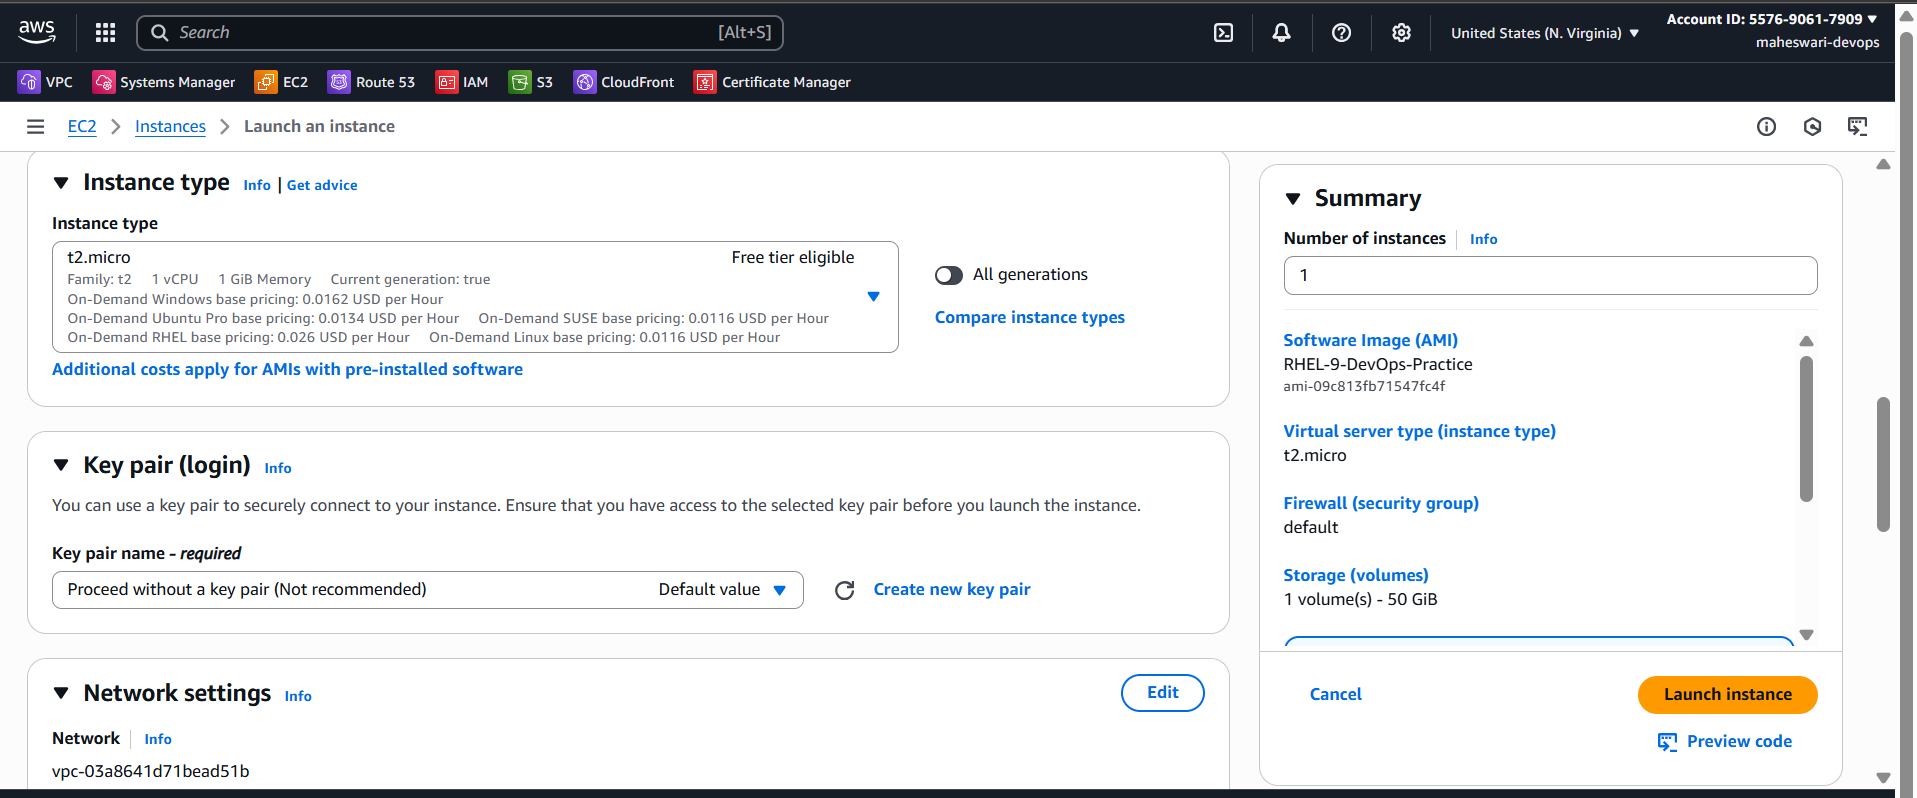 aws
Search [Alt+S]
United States (N. Virginia)
Account ID: 5576-9061-7909
maheswari-devops
VPC Systems Manager EC2 Route 53 IAM S3 CloudFront Certificate Manager
EC2 Instances Launch an instance
Instance type Info | Get advice
Instance type
t2.micro Free tier eligible
Family: t2 1 vCPU 1 GiB Memory Current generation: true
On-Demand Windows base pricing: 0.0162 USD per Hour
On-Demand Ubuntu Pro base pricing: 0.0134 USD per Hour On-Demand SUSE base pricing: 0.0116 USD per Hour
On-Demand RHEL base pricing: 0.026 USD per Hour On-Demand Linux base pricing: 0.0116 USD per Hour
All generations
Compare instance types
Additional costs apply for AMIs with pre-installed software
Key pair (login) Info
You can use a key pair to securely connect to your instance. Ensure that you have access to the selected key pair before you launch the instance.
Key pair name - required
Proceed without a key pair (Not recommended) Default value
Create new key pair
Network settings Info
Edit
Network Info
vpc-03a8641d71bead51b
Summary
Number of instances Info
1
Software Image (AMI)
RHEL-9-DevOps-Practice
ami-09c813fb71547fc4f
Virtual server type (instance type)
t2.micro
Firewall (security group)
default
Storage (volumes)
1 volume(s) - 50 GiB
Cancel
Launch instance
Preview code